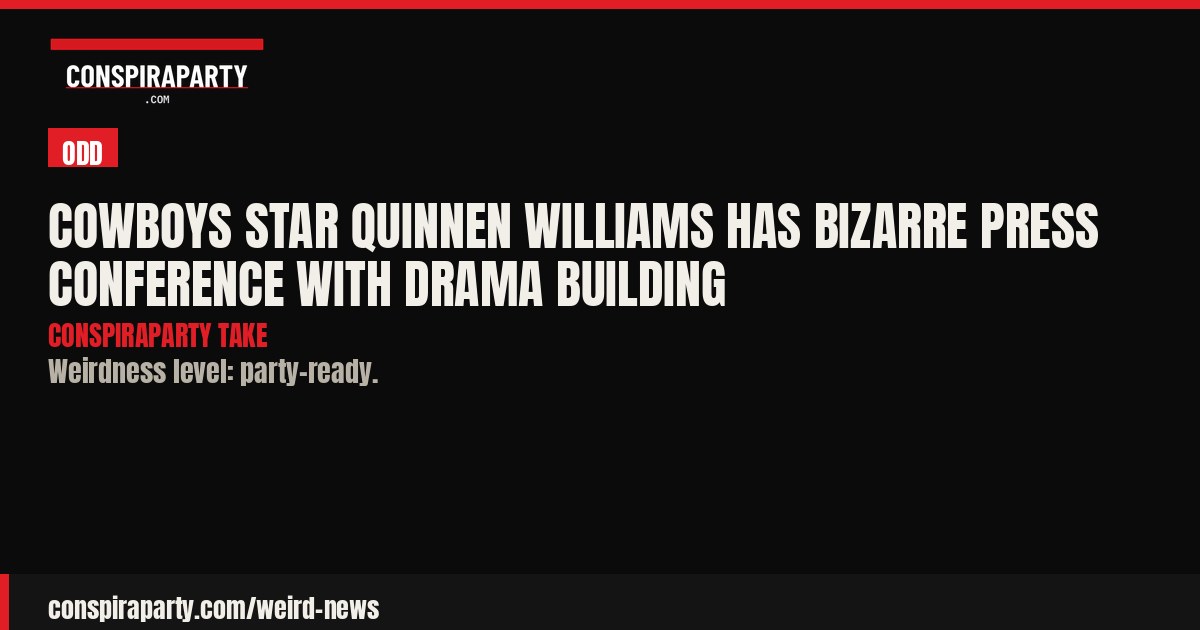 CONSPIRAPARTY
.COM
ODD
COWBOYS STAR QUINNEN WILLIAMS HAS BIZARRE PRESS
CONFERENCE WITH DRAMA BUILDING
CONSPIRAPARTY TAKE
Weirdness level: party-ready.
conspiraparty.com/weird-news